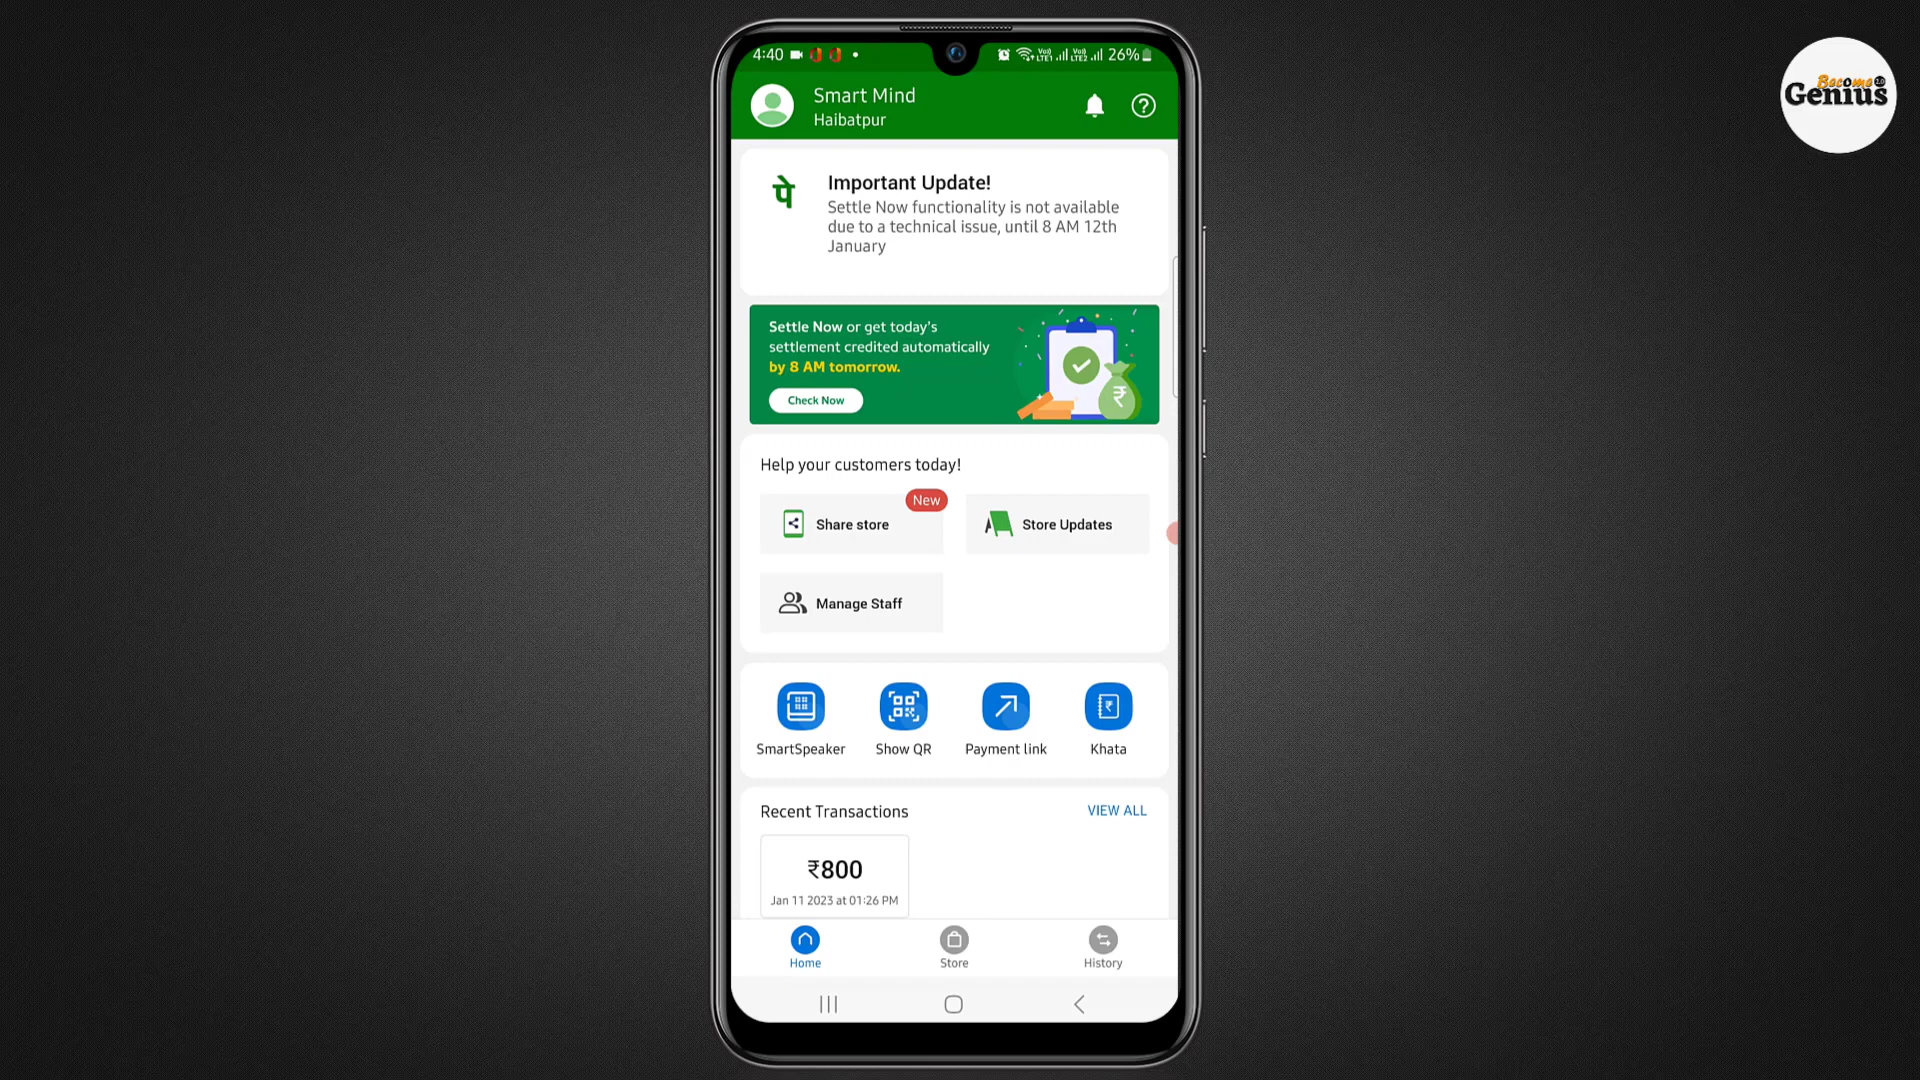 4:40
26%
Become 2.0
Genius
Smart Mind
Haibatpur
पे
Important Update!
Settle Now functionality is not available
due to a technical issue, until 8 AM 12th
January
Settle Now or get today's
settlement credited automatically
by 8 AM tomorrow.
Check Now
₹
Help your customers today!
New
Share store
Store Updates
Manage Staff
SmartSpeaker
Show QR
Payment link
Khata
Recent Transactions
VIEW ALL
₹800
Jan 11 2023 at 01:26 PM
Home
Store
History